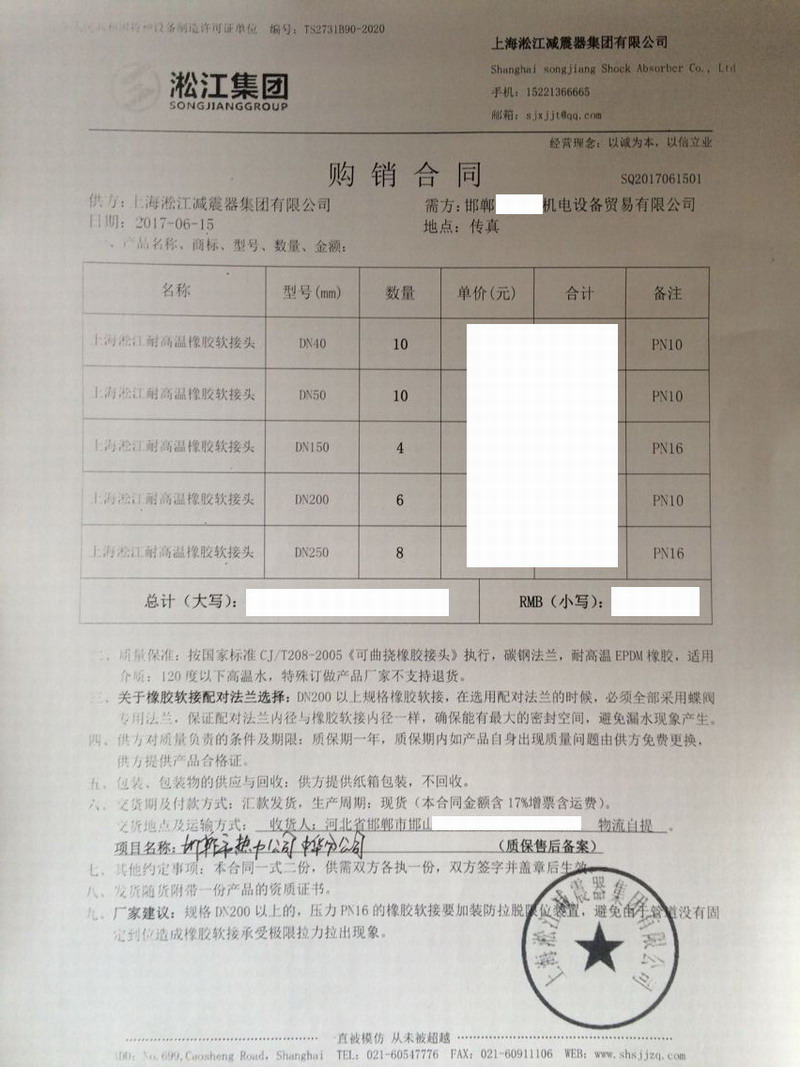 设备制造许可证单位 编号：TS2731B90-2020
上海淞江减震器集团有限公司
Shanghai songjiang Shock Absorber Co., Ltd
手机：15221366665
邮箱：sjxjjt@qq.com
淞江集团
SONGJIANGGROUP
经营理念：以诚为本，以信立业
购销合同
SQ2017061501
供方：上海淞江减震器集团有限公司 需方：邯郸 机电设备贸易有限公司
日期：2017-06-15 地点：传真
一、产品名称、商标、型号、数量、金额：
名称 型号(mm) 数量 单价(元) 合计 备注
上海淞江耐高温橡胶软接头 DN40 10 PN10
上海淞江耐高温橡胶软接头 DN50 10 PN10
上海淞江耐高温橡胶软接头 DN150 4 PN16
上海淞江耐高温橡胶软接头 DN200 6 PN10
上海淞江耐高温橡胶软接头 DN250 8 PN16
总计（大写）： RMB（小写）：
二、质量保准：按国家标准CJ/T208-2005《可曲挠橡胶接头》执行，碳钢法兰，耐高温EPDM橡胶，适用
介质：120度以下高温水，特殊订做产品厂家不支持退货。
三、关于橡胶软接配对法兰选择：DN200以上规格橡胶软接，在选用配对法兰的时候，必须全部采用蝶阀
专用法兰，保证配对法兰内径与橡胶软接内径一样，确保能有最大的密封空间，避免漏水现象产生。
四、供方对质量负责的条件及期限：质保期一年，质保期内如产品自身出现质量问题由供方免费更换，
供方提供产品合格证。
五、包装、包装物的供应与回收：供方提供纸箱包装，不回收。
六、交货期及付款方式：汇款发货，生产周期：现货（本合同金额含17%增票含运费）。
交货地点及运输方式： 收货人：河北省邯郸市邯山 物流自提 。
项目名称：邯郸市热力公司中华分公司 （质保售后备案）
七、其他约定事项：本合同一式二份，供需双方各执一份，双方签字并盖章后生效。
八、发货随货附带一份产品的资质证书。
九、厂家建议：规格DN200以上的，压力PN16的橡胶软接要加装防拉脱限位装置，避免由于管道没有固
定到位造成橡胶软接承受极限拉力拉出现象。
上海淞江减震器集团有限公司
直被模仿 从未被超越
ADD: No.699,Caosheng Road, Shanghai TEL: 021-60547776 FAX: 021-60911106 WEB: www.shsjjzq.com